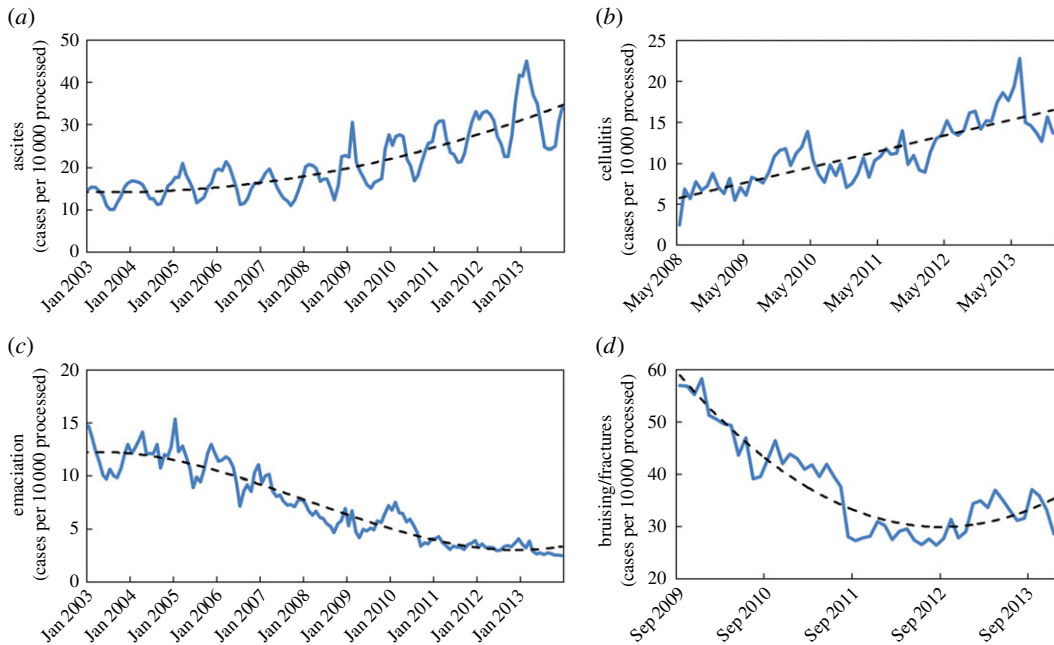 (a)
ascites
(cases per 10 000 processed)
50
40
30
20
10
0
Jan 2003
Jan 2004
Jan 2005
Jan 2006
Jan 2007
Jan 2008
Jan 2009
Jan 2010
Jan 2011
Jan 2012
Jan 2013
(b)
celluitis
(cases per 10 000 processed)
25
20
15
10
5
0
May 2008
May 2009
May 2010
May 2011
May 2012
May 2013
(c)
emaciation
(cases per 10 000 processed)
20
15
10
5
0
Jan 2003
Jan 2004
Jan 2005
Jan 2006
Jan 2007
Jan 2008
Jan 2009
Jan 2010
Jan 2011
Jan 2012
Jan 2013
(d)
bruising/fractures
(cases per 10 000 processed)
60
50
40
30
20
Sep 2009
Sep 2010
Sep 2011
Sep 2012
Sep 2013